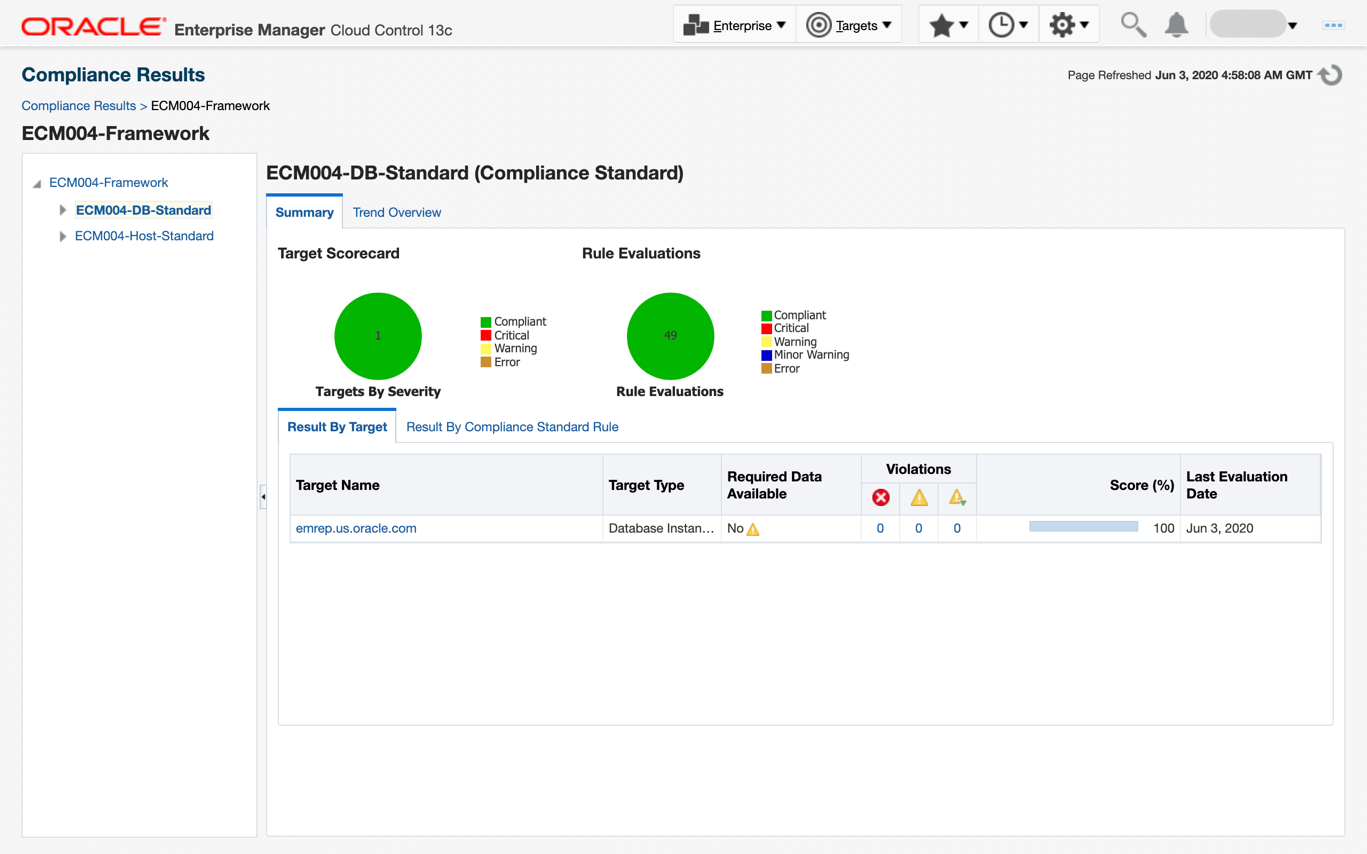 ORACLE Enterprise Manager Cloud Control 13c
Enterprise
Targets
Compliance Results
Page Refreshed Jun 3, 2020 4:58:08 AM GMT
Compliance Results > ECM004-Framework
ECM004-Framework
ECM004-Framework
ECM004-DB-Standard
ECM004-Host-Standard
ECM004-DB-Standard (Compliance Standard)
Summary
Trend Overview
Target Scorecard
1
Targets By Severity
Compliant
Critical
Warning
Error
Rule Evaluations
49
Rule Evaluations
Compliant
Critical
Warning
Minor Warning
Error
Result By Target
Result By Compliance Standard Rule
Target Name
Target Type
Required Data
Available
Violations
Score (%)
Last Evaluation
Date
emrep.us.oracle.com Database Instan... No 0 0 0 100 Jun 3, 2020